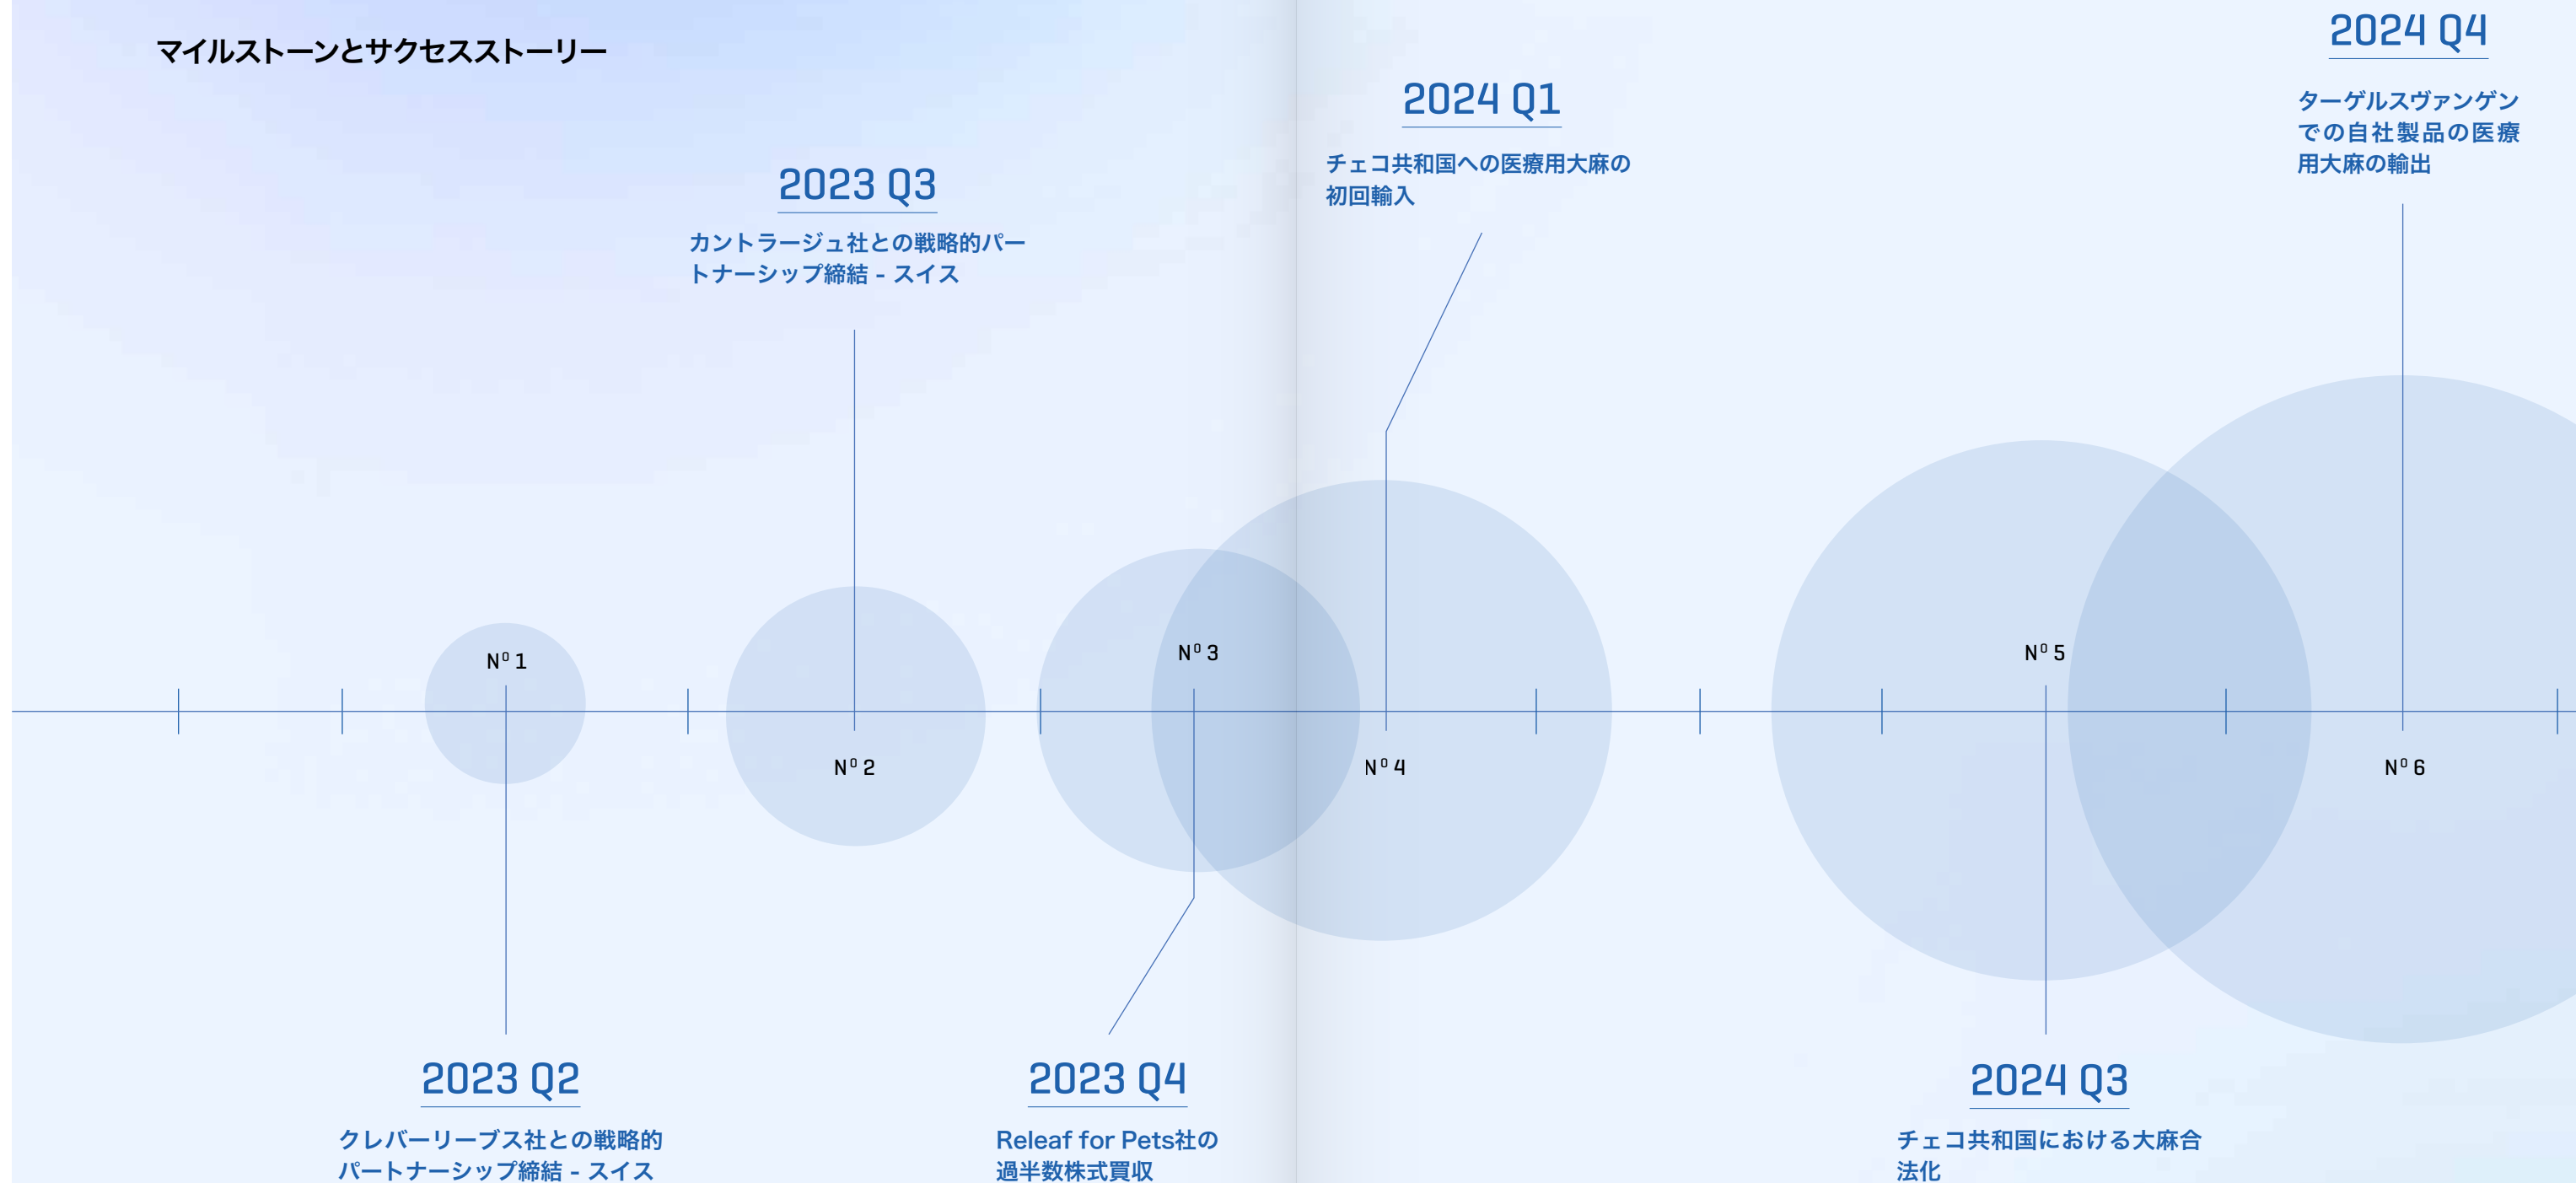 マイルストーンとサクセスストーリー
2023 Q3
カントラージュ社との戦略的パー
トナーシップ締結 - スイス
2024 Q1
チェコ共和国への医療用大麻の
初回輸入
2024 Q4
ターゲルスヴァンゲン
での自社製品の医療
用大麻の輸出
Nº 1
Nº 2
Nº 3
Nº 4
Nº 5
Nº 6
2023 Q2
クレバーリーブス社との戦略的
パートナーシップ締結 - スイス
2023 Q4
Releaf for Pets社の
過半数株式買収
2024 Q3
チェコ共和国における大麻合
法化